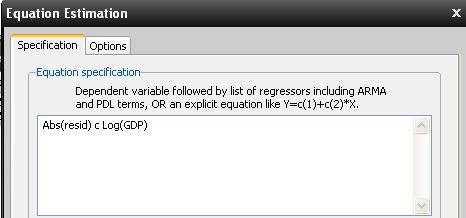 Equation Estimation
Specification Options
Equation specification
Dependent variable followed by list of regressors including ARMA
and PDL terms, OR an explicit equation like Y=c(1)+c(2)*X.
Abs(resid) c Log(GDP)